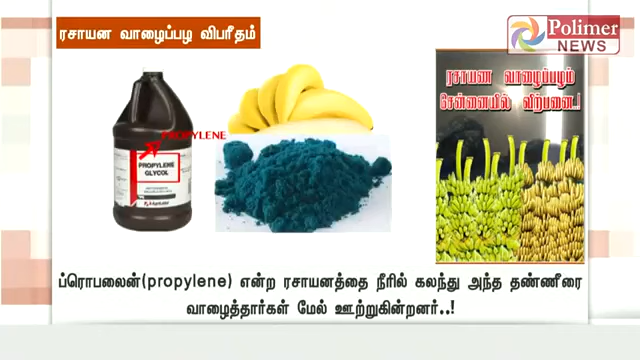 ரசாயன வாழைப்பழ விபரீதம்
Polimer
NEWS
ரசாயண வாழைப்பழம்
சென்னையில் விற்பனை..!
PROPYLENE
PROPYLENE
GLYCOL
ப்ரொபலைன்(propylene) என்ற ரசாயனத்தை நீரில் கலந்து அந்த தண்ணீரை
வாழைத்தார்கள் மேல் ஊற்றுகின்றனர்..!